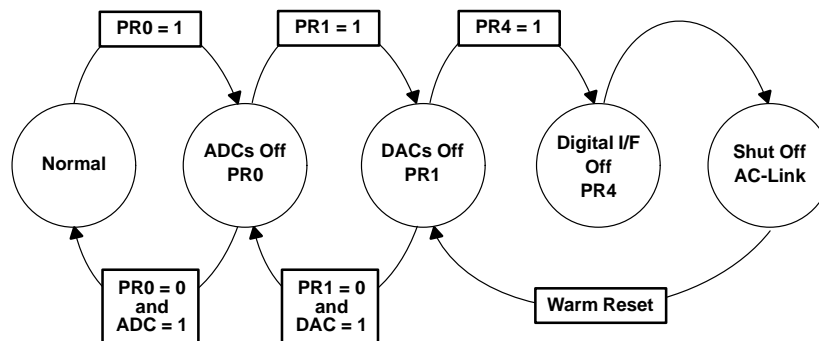 PR0 = 1
PR1 = 1
PR4 = 1
Normal
ADCs Off
PR0
DACs Off
PR1
Digital I/F
Off
PR4
Shut Off
AC-Link
PR0 = 0
and
ADC = 1
PR1 = 0
and
DAC = 1
Warm Reset